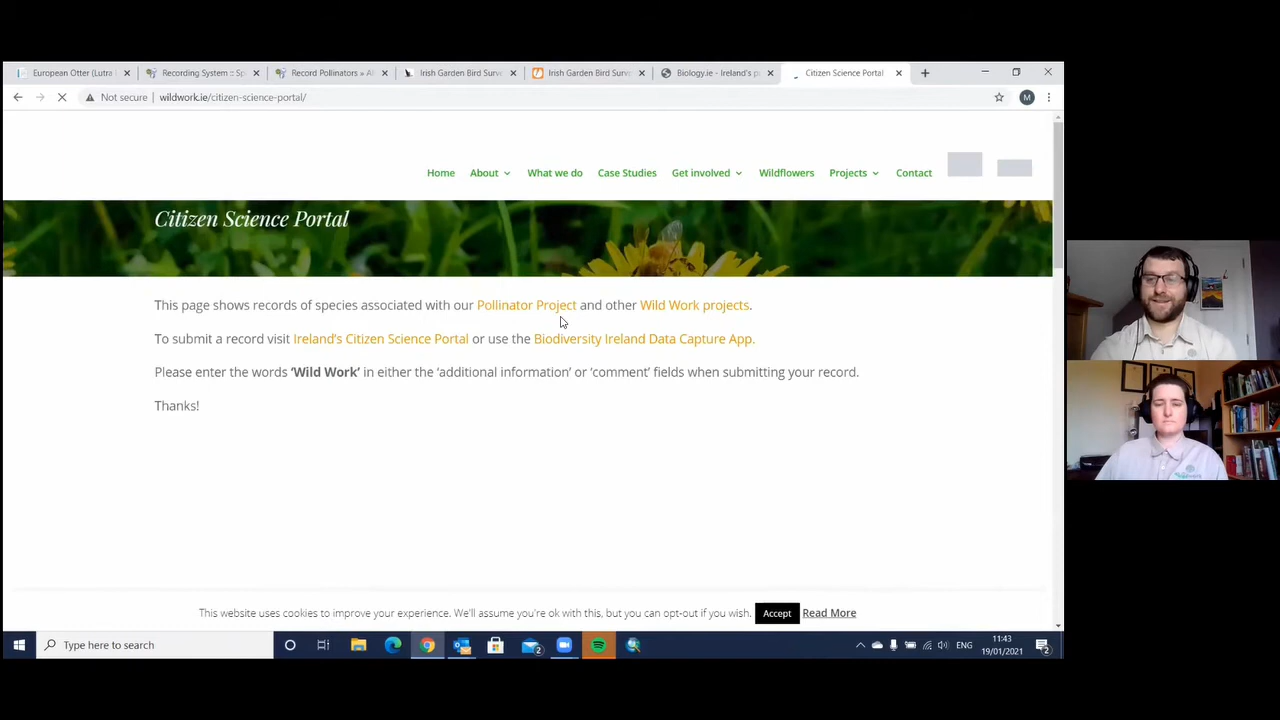 European Otter (Lutra
Recording System :: Sp
Record Pollinators » Al
Irish Garden Bird Surv
Irish Garden Bird Surv
Biology.ie - Ireland's p
Citizen Science Portal
Not secure
wildwork.ie/citizen-science-portal/
M
Home
About
What we do
Case Studies
Get involved
Wildflowers
Projects
Contact
Citizen Science Portal
This page shows records of species associated with our Pollinator Project and other Wild Work projects.
To submit a record visit Ireland's Citizen Science Portal or use the Biodiversity Ireland Data Capture App.
Please enter the words ‘Wild Work’ in either the ‘additional information’ or ‘comment’ fields when submitting your record.
Thanks!
This website uses cookies to improve your experience. We'll assume you're ok with this, but you can opt-out if you wish.
Accept
Read More
Type here to search
2
ENG
11:43
19/01/2021
2